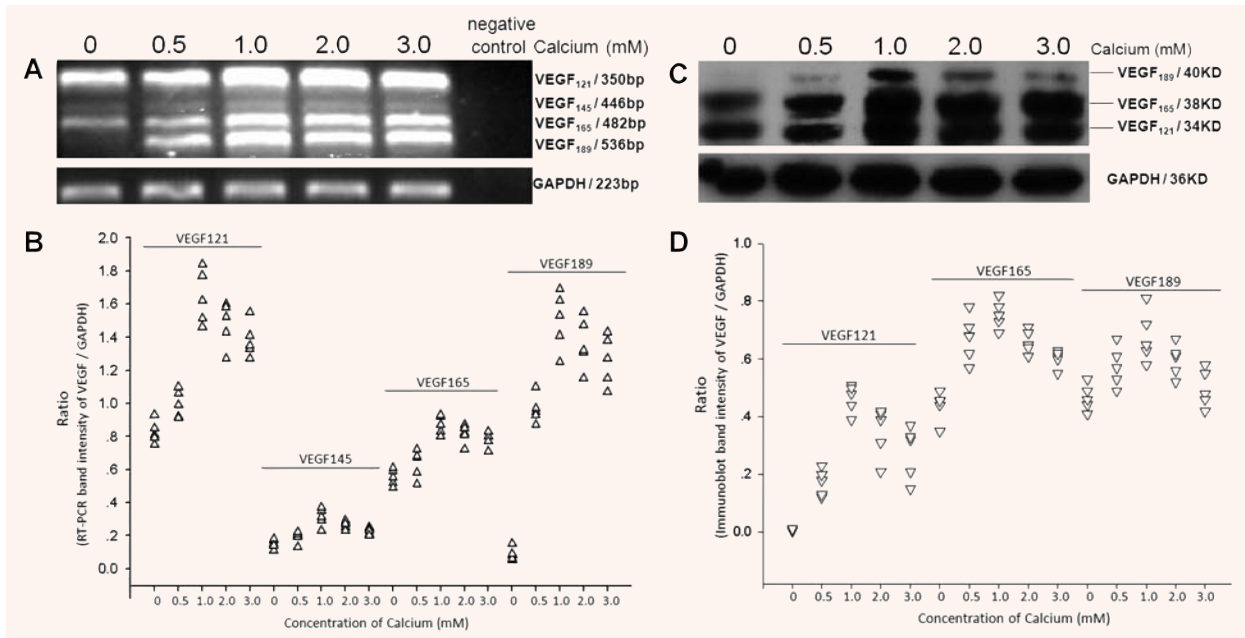 A
0 0.5 1.0 2.0 3.0 negative control Calcium (mM)
VEGF121 / 350bp
VEGF145 / 446bp
VEGF165 / 482bp
VEGF189 / 536bp
GAPDH / 223bp
C
0 0.5 1.0 2.0 3.0 Calcium (mM)
VEGF189 / 40KD
VEGF165 / 38KD
VEGF121 / 34KD
GAPDH / 36KD
B
Ratio
(RT-PCR band intensity of VEGF / GAPDH)
2.0
1.8
1.6
1.4
1.2
1.0
.8
.6
.4
.2
0.0
VEGF121
VEGF145
VEGF165
VEGF189
0 0.5 1.0 2.0 3.0 0 0.5 1.0 2.0 3.0 0 0.5 1.0 2.0 3.0 0 0.5 1.0 2.0 3.0
Concentration of Calcium (mM)
D
Ratio
(Immunoblot band intensity of VEGF / GAPDH)
1.0
.8
.6
.4
.2
0.0
VEGF121
VEGF165
VEGF189
0 0.5 1.0 2.0 3.0 0 0.5 1.0 2.0 3.0 0 0.5 1.0 2.0 3.0
Concentration of Calcium (mM)